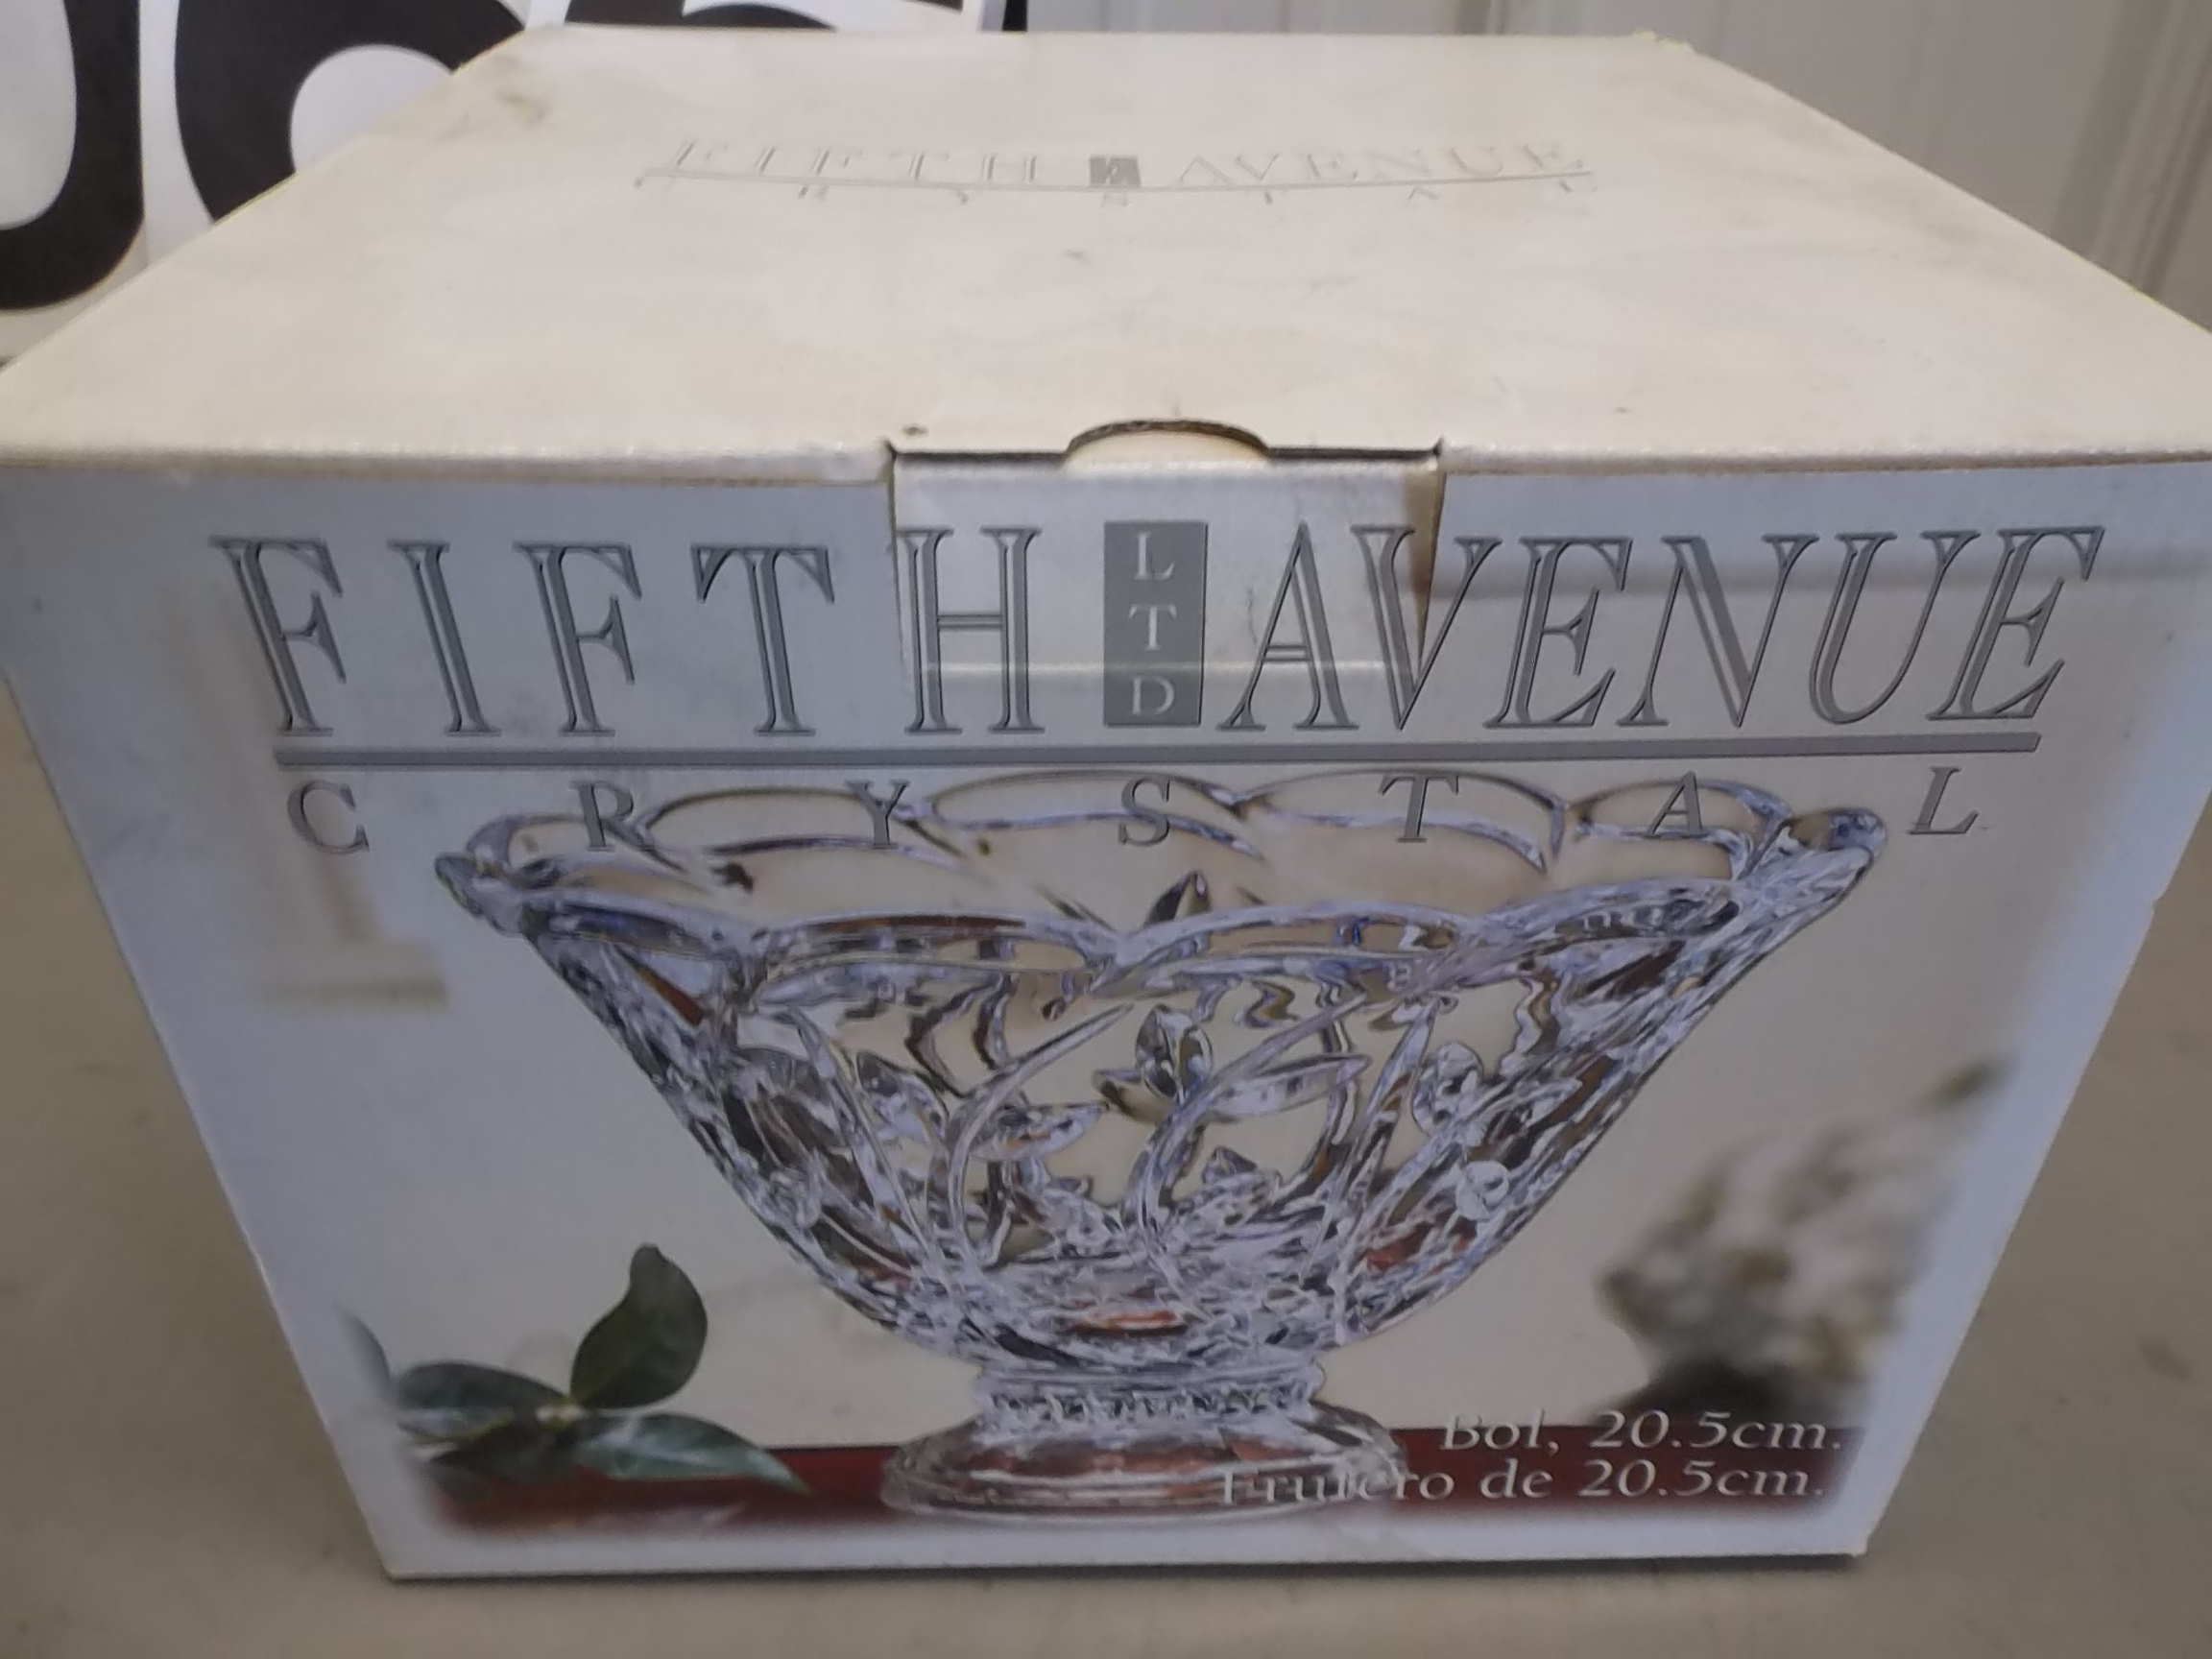 FIFTH AVENUE
CRYSTAL
FIFTH LTD AVENUE
CRYSTAL
Bol, 20.5cm.
Frutero de 20.5cm.